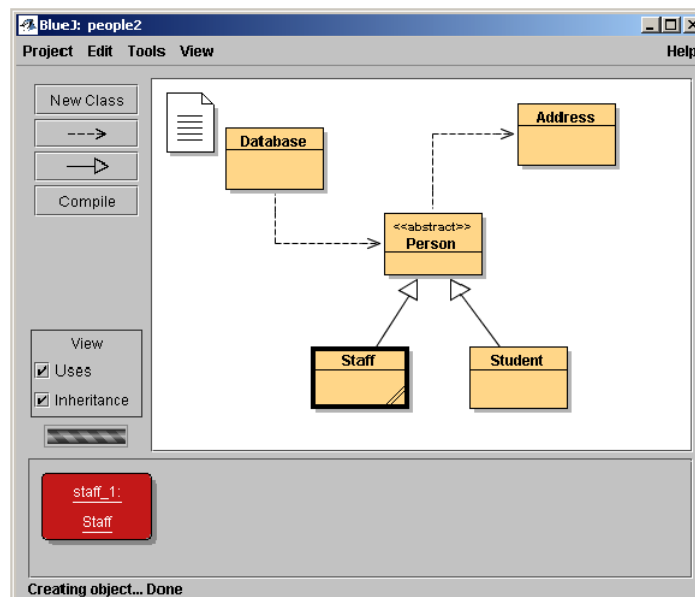 BlueJ: people2
Project Edit Tools View Help
New Class
Compile
Database
Address
<<abstract>>
Person
Staff
Student
View
Uses
Inheritance
staff_1:
Staff
Creating object... Done